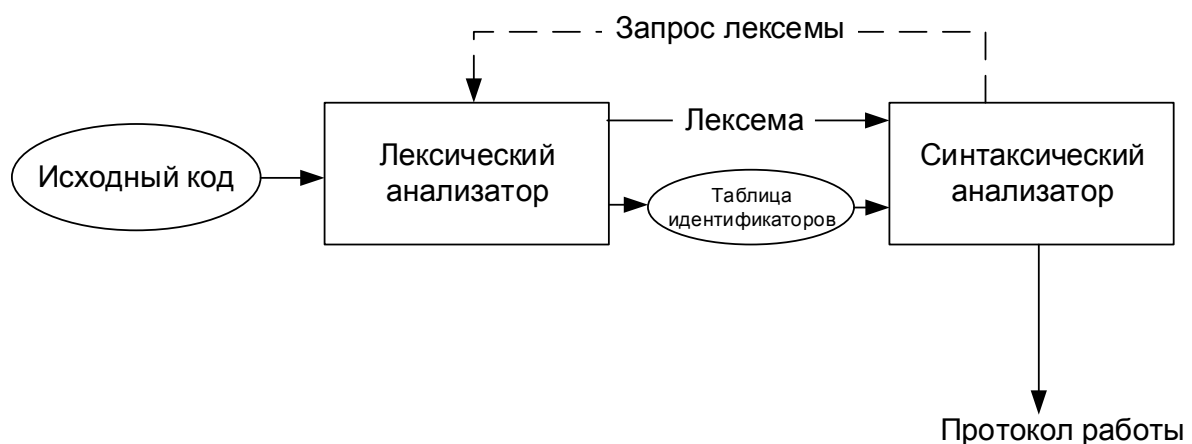 Запрос лексемы
Лексема
Исходный код
Лексический
анализатор
Таблица
идентификаторов
Синтаксический
анализатор
Протокол работы